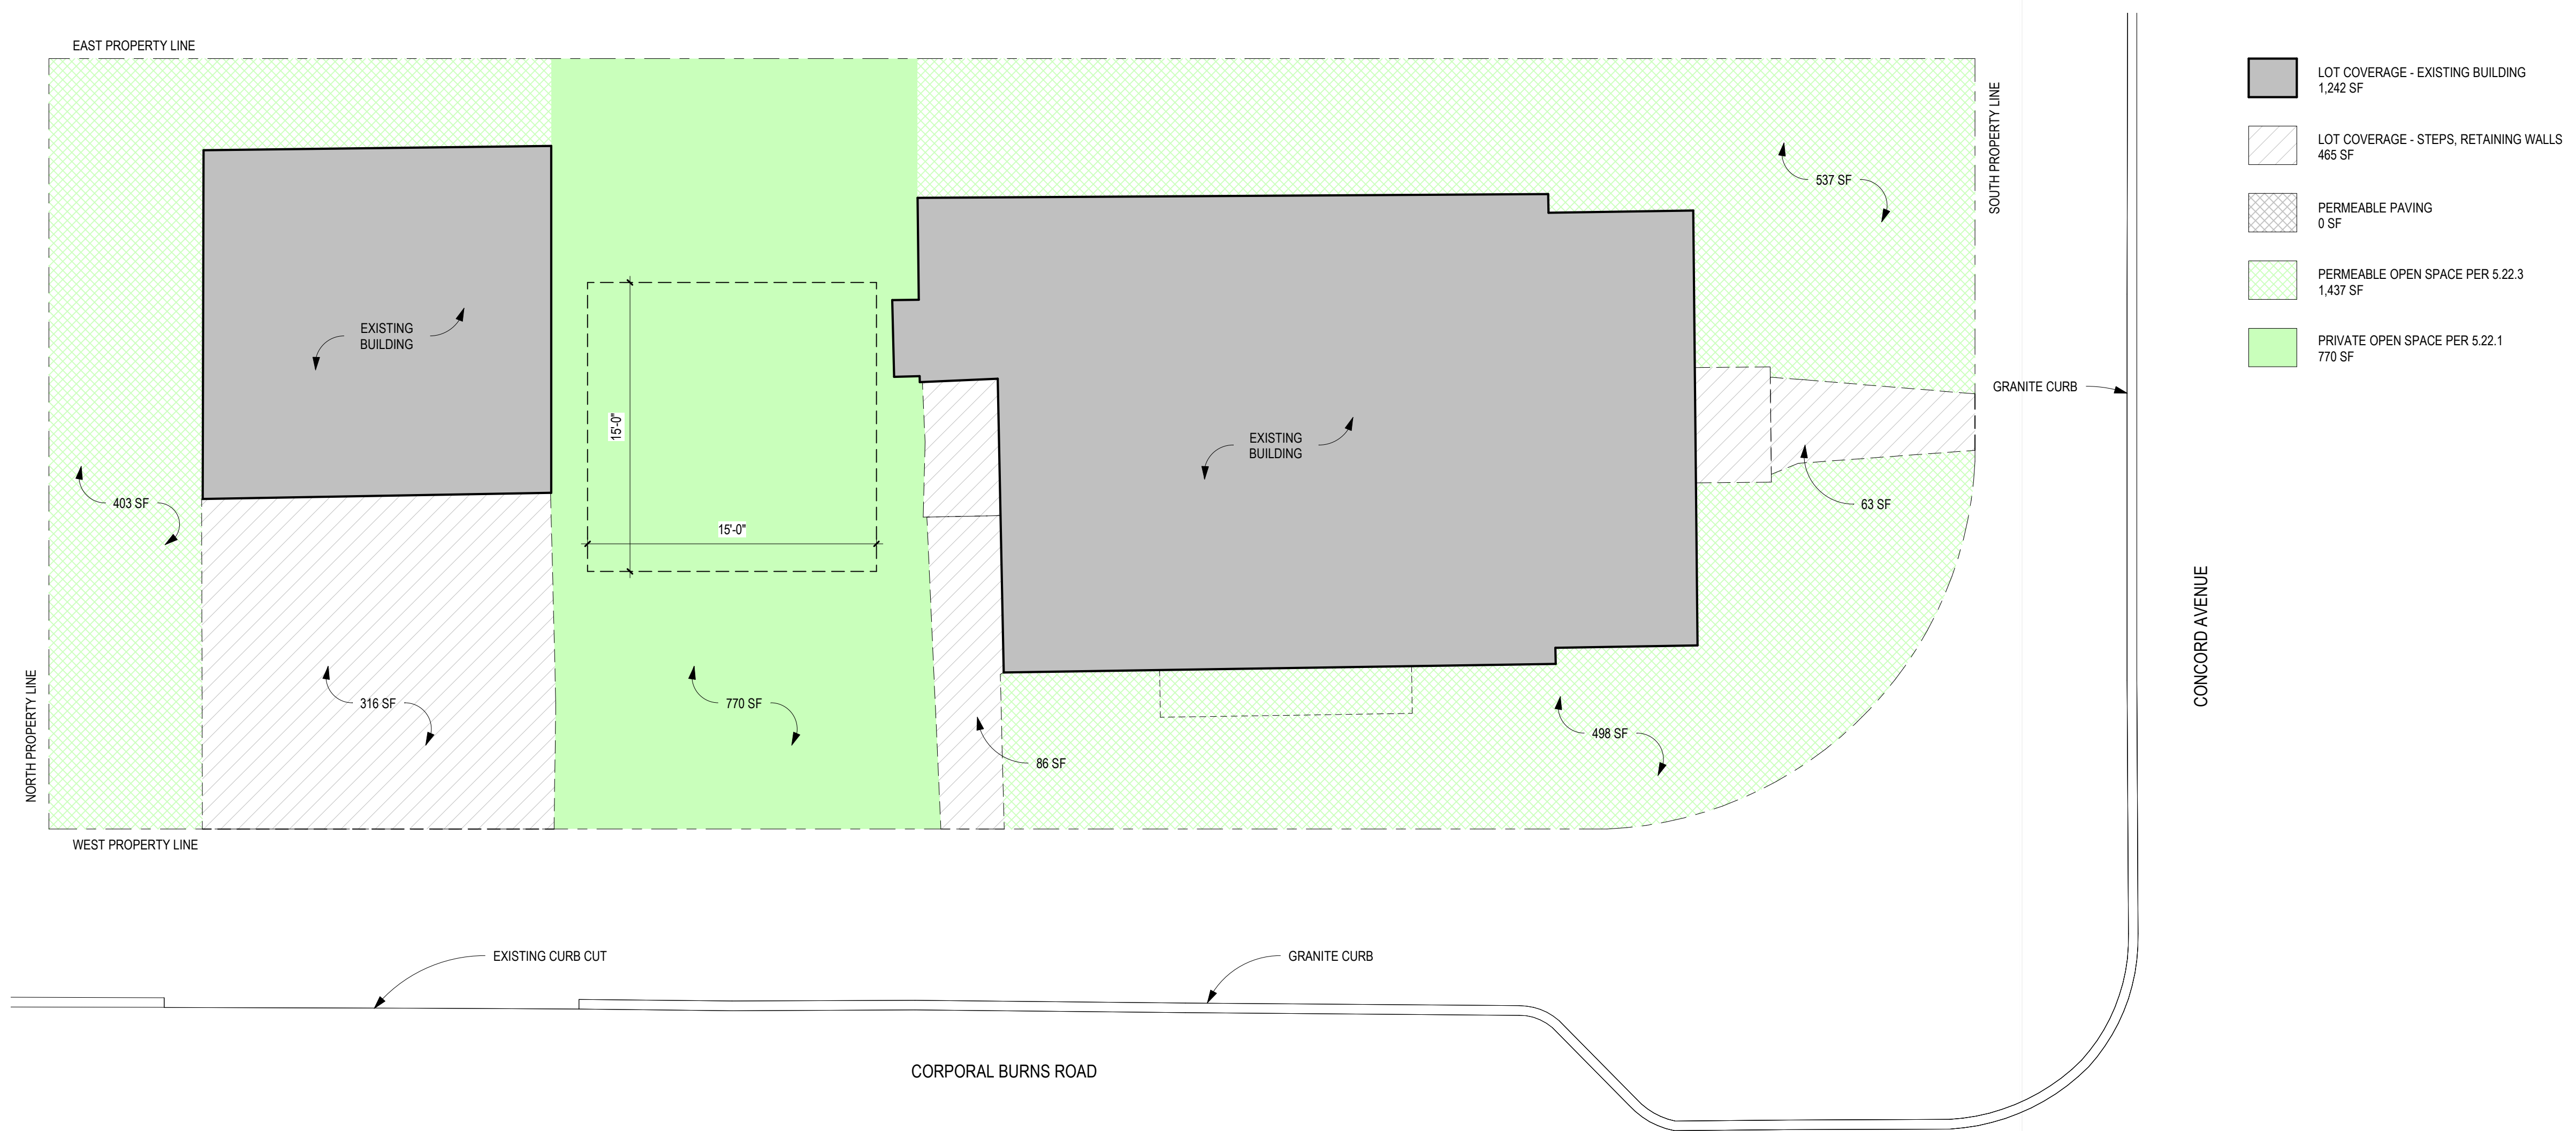 EAST PROPERTY LINE
SOUTH PROPERTY LINE
NORTH PROPERTY LINE
WEST PROPERTY LINE
EXISTING
BUILDING
15'-0"
15'-0"
EXISTING
BUILDING
537 SF
403 SF
316 SF
770 SF
86 SF
498 SF
63 SF
GRANITE CURB
CONCORD AVENUE
EXISTING CURB CUT
GRANITE CURB
CORPORAL BURNS ROAD
LOT COVERAGE - EXISTING BUILDING
1,242 SF
LOT COVERAGE - STEPS, RETAINING WALLS
465 SF
PERMEABLE PAVING
0 SF
PERMEABLE OPEN SPACE PER 5.22.3
1,437 SF
PRIVATE OPEN SPACE PER 5.22.1
770 SF